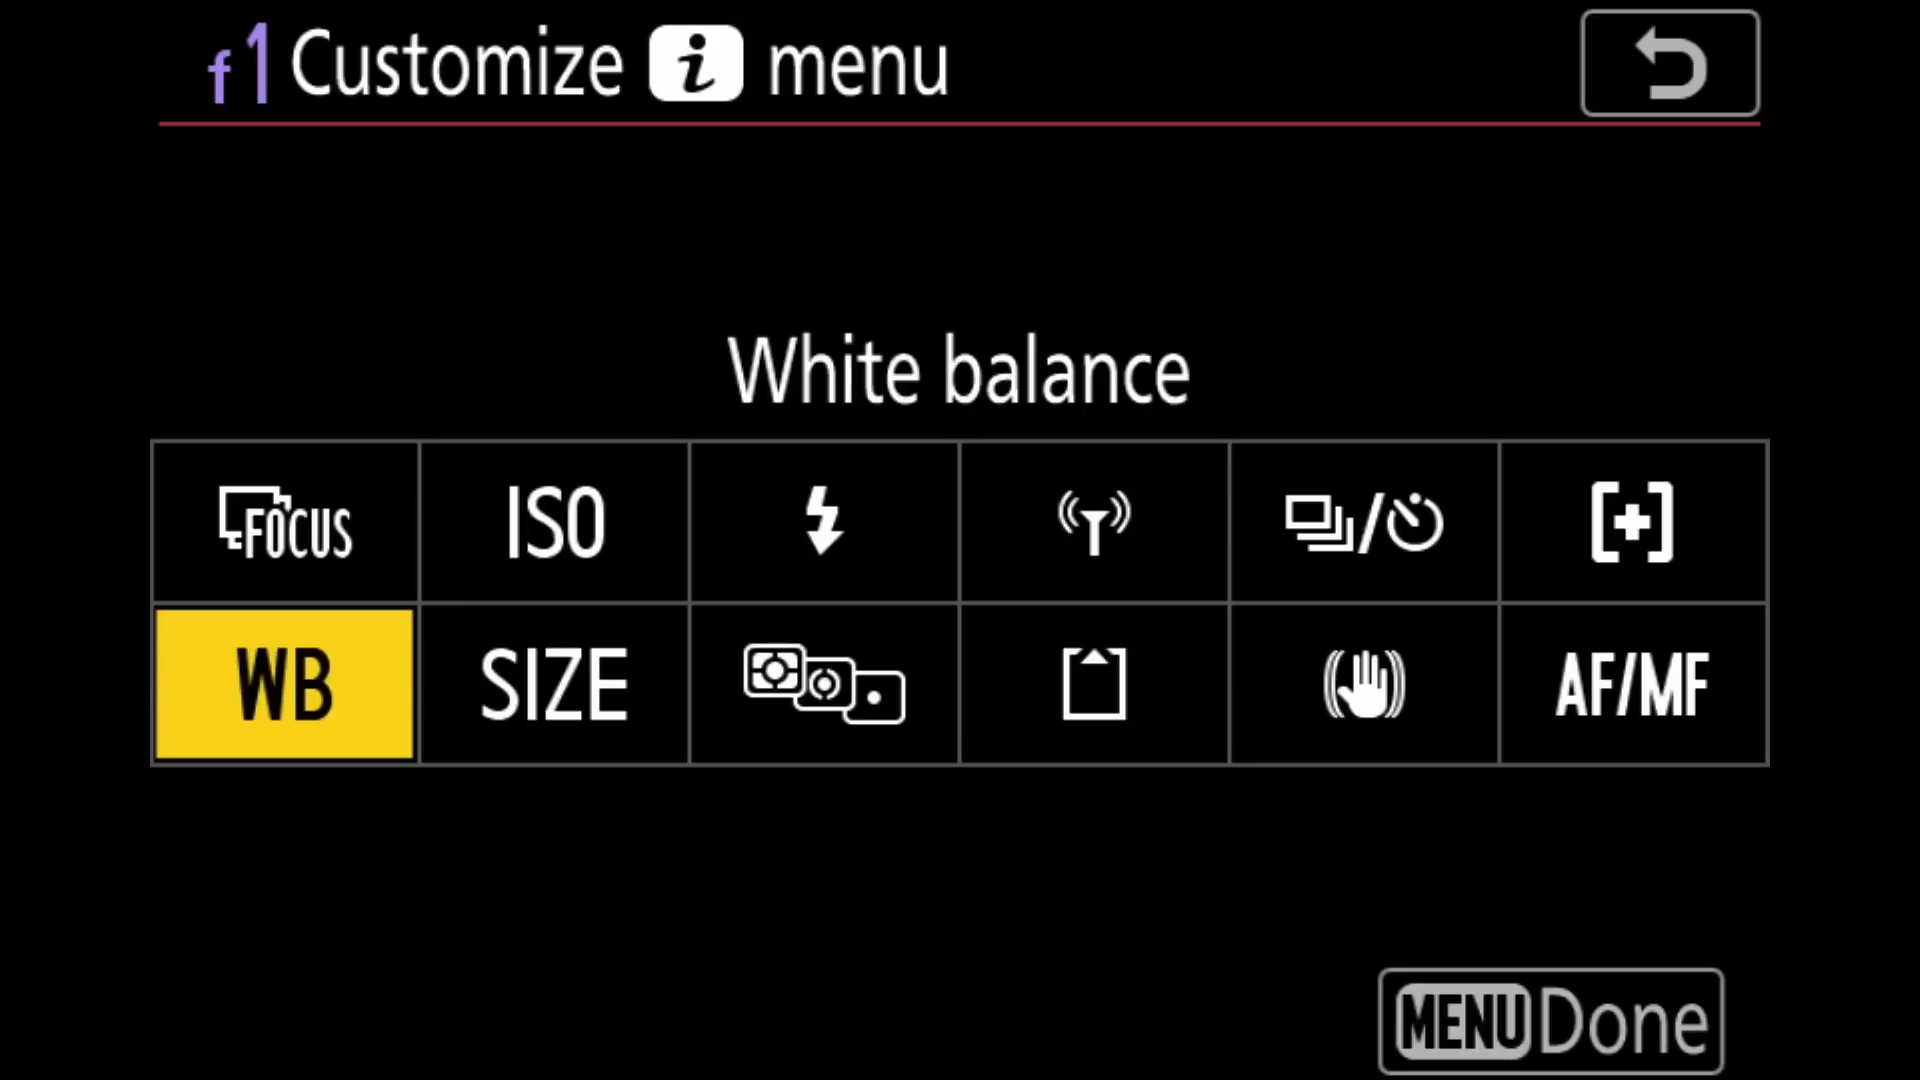 f1 Customize i menu
White balance
FOCUS ISO
WB SIZE AF/MF
MENU Done